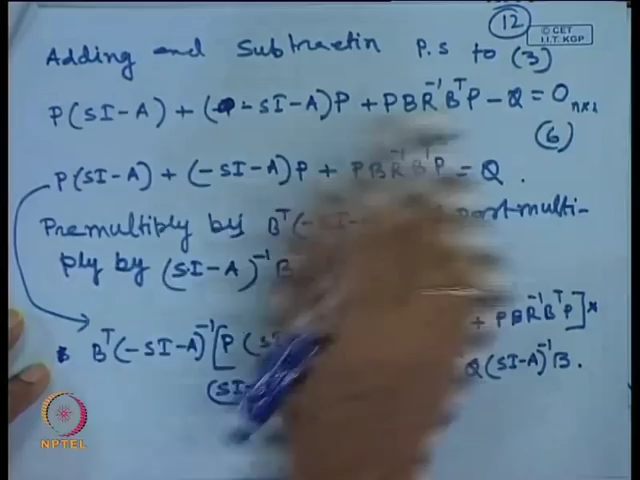 12
© CET
I.I.T. KGP
Adding and Subtractin P.S to (3)
P(SI-A) + (-SI-A)P + PBR⁻¹BᵀP - Q = 0ₙₓₙ
(6)
P(SI-A) + (-SI-A)P + PBR⁻¹BᵀP = Q.
Premultiply by Bᵀ(-SI- post-multi-
ply by (SI-A)⁻¹B
Bᵀ(-SI-A)⁻¹[P + PBR⁻¹BᵀP]*
(SI- Q(SI-A)⁻¹B.
NPTEL